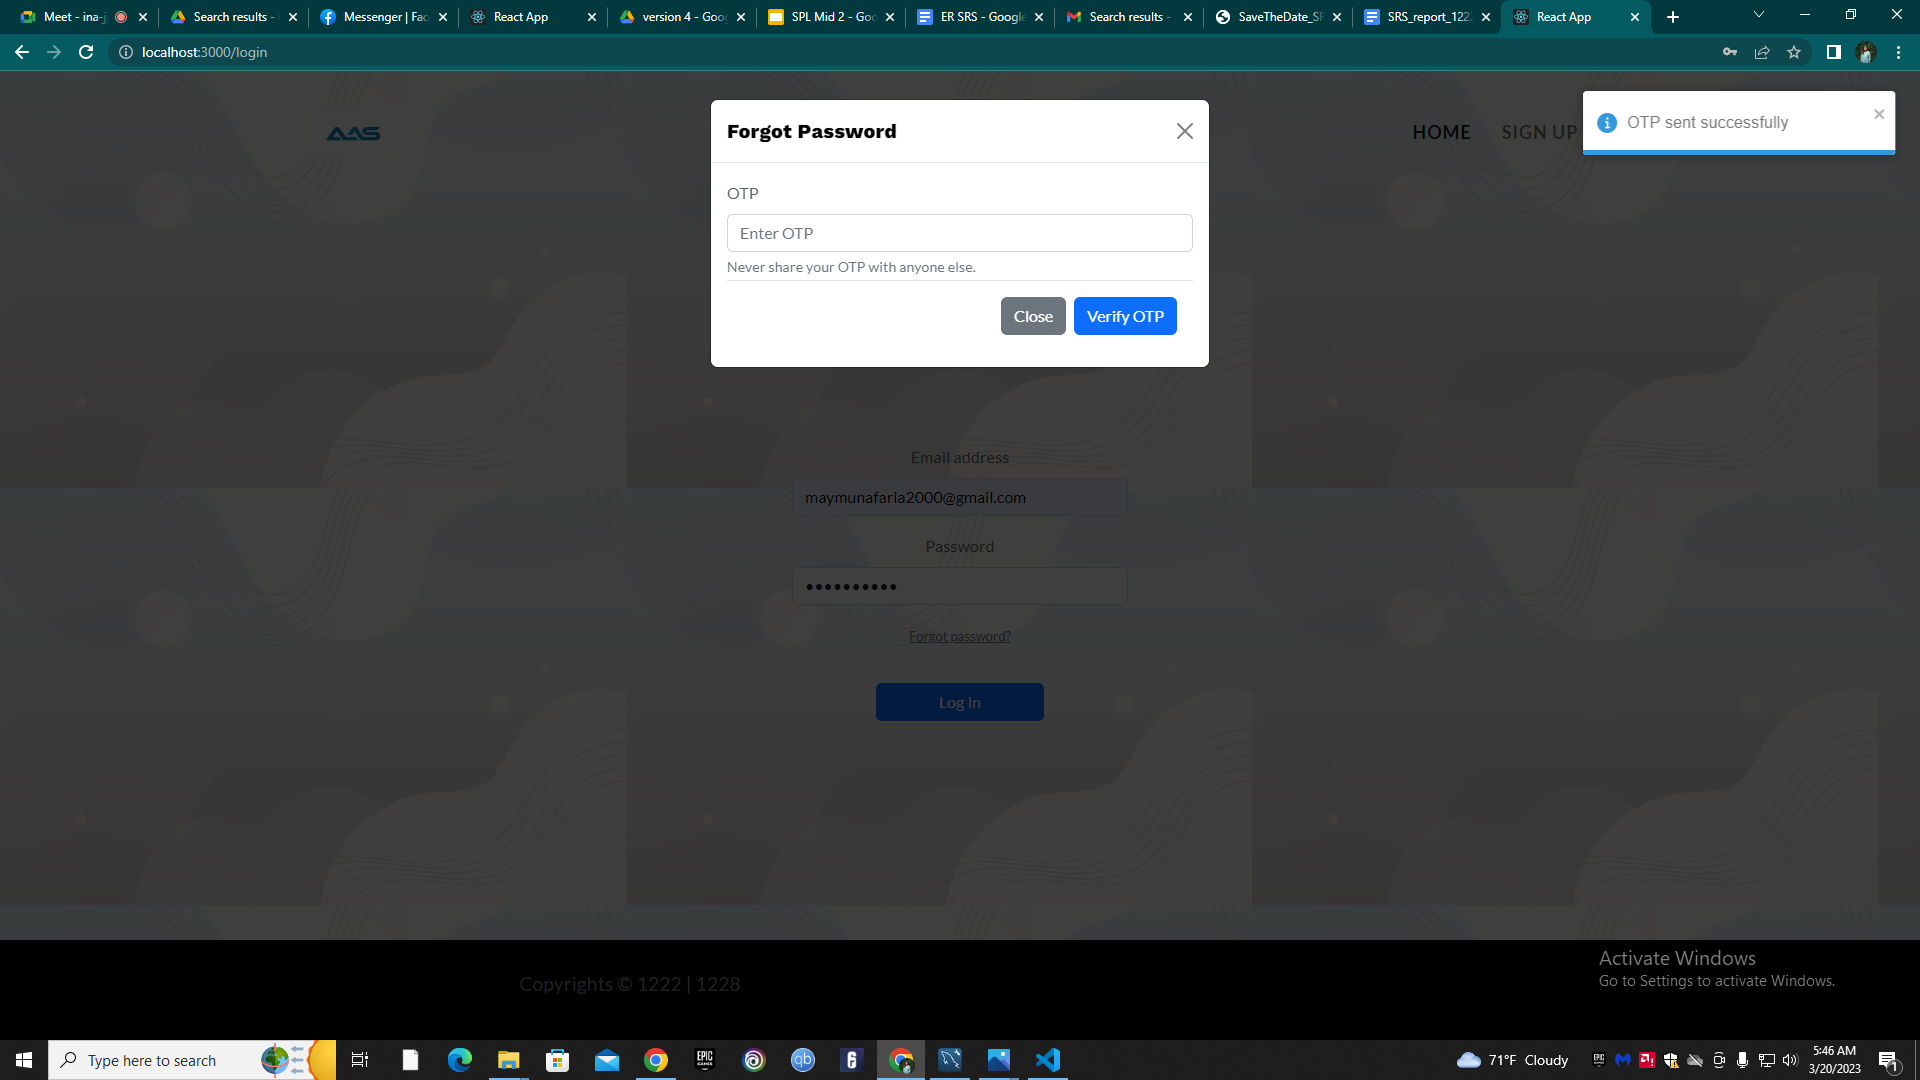 Meet - ina-j
Search results -
Messenger | Fac
React App
version 4 - Goo
SPL Mid 2 - Goo
ER SRS - Google
Search results -
SaveTheDate_SR
SRS_report_122
React App
localhost:3000/login
AAS
HOME
SIGN UP
OTP sent successfully
Forgot Password
OTP
Enter OTP
Never share your OTP with anyone else.
Close
Verify OTP
Email address
maymunafaria2000@gmail.com
Password
Forgot password?
Log In
Copyrights © 1222 | 1228
Activate Windows
Go to Settings to activate Windows.
Type here to search
EPIC GAMES
qb
71°F Cloudy
5:46 AM
3/20/2023
1